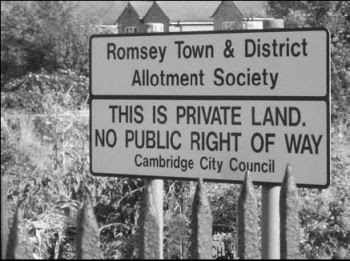 Romsey Town & District
Allotment Society
THIS IS PRIVATE LAND.
NO PUBLIC RIGHT OF WAY
Cambridge City Council